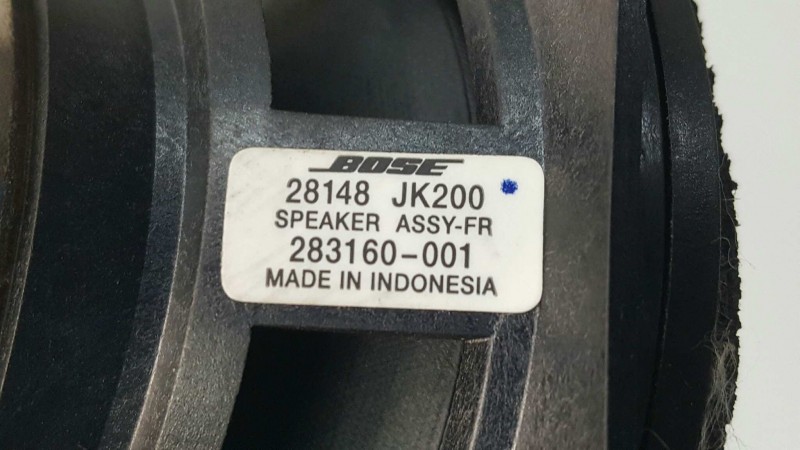 BOSE
28148 JK200
SPEAKER ASSY-FR
283160-001
MADE IN INDONESIA